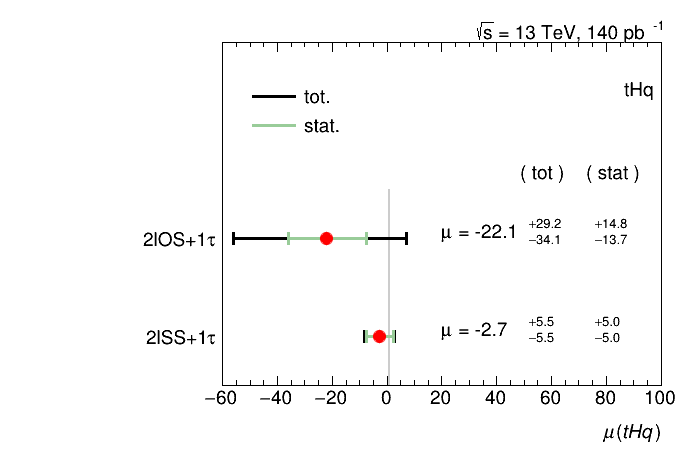 √s = 13 TeV, 140 pb⁻¹
tHq
tot.
stat.
( tot ) ( stat )
2lOS+1τ μ = -22.1 +29.2 −34.1 +14.8 −13.7
2lSS+1τ μ = -2.7 +5.5 −5.5 +5.0 −5.0
−60 −40 −20 0 20 40 60 80 100
μ(tHq)